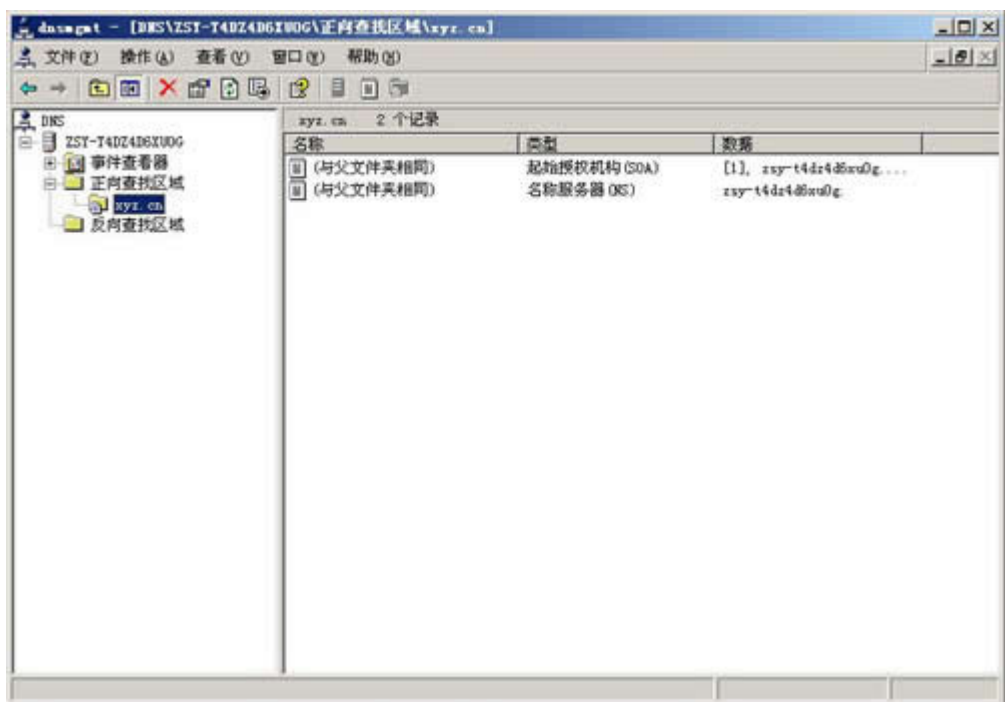 dnsmgmt - [DNS\ZSY-T4DZ4D6XUOG\正向查找区域\xyz.cn]
文件(F) 操作(A) 查看(V) 窗口(W) 帮助(H)
DNS
ZSY-T4DZ4D6XUOG
事件查看器
正向查找区域
xyz.cn
反向查找区域
xyz.cn 2 个记录
名称 类型 数据
(与父文件夹相同) 起始授权机构(SOA) [1], zsy-t4dz4d6xu0g....
(与父文件夹相同) 名称服务器(NS) zsy-t4dz4d6xu0g.